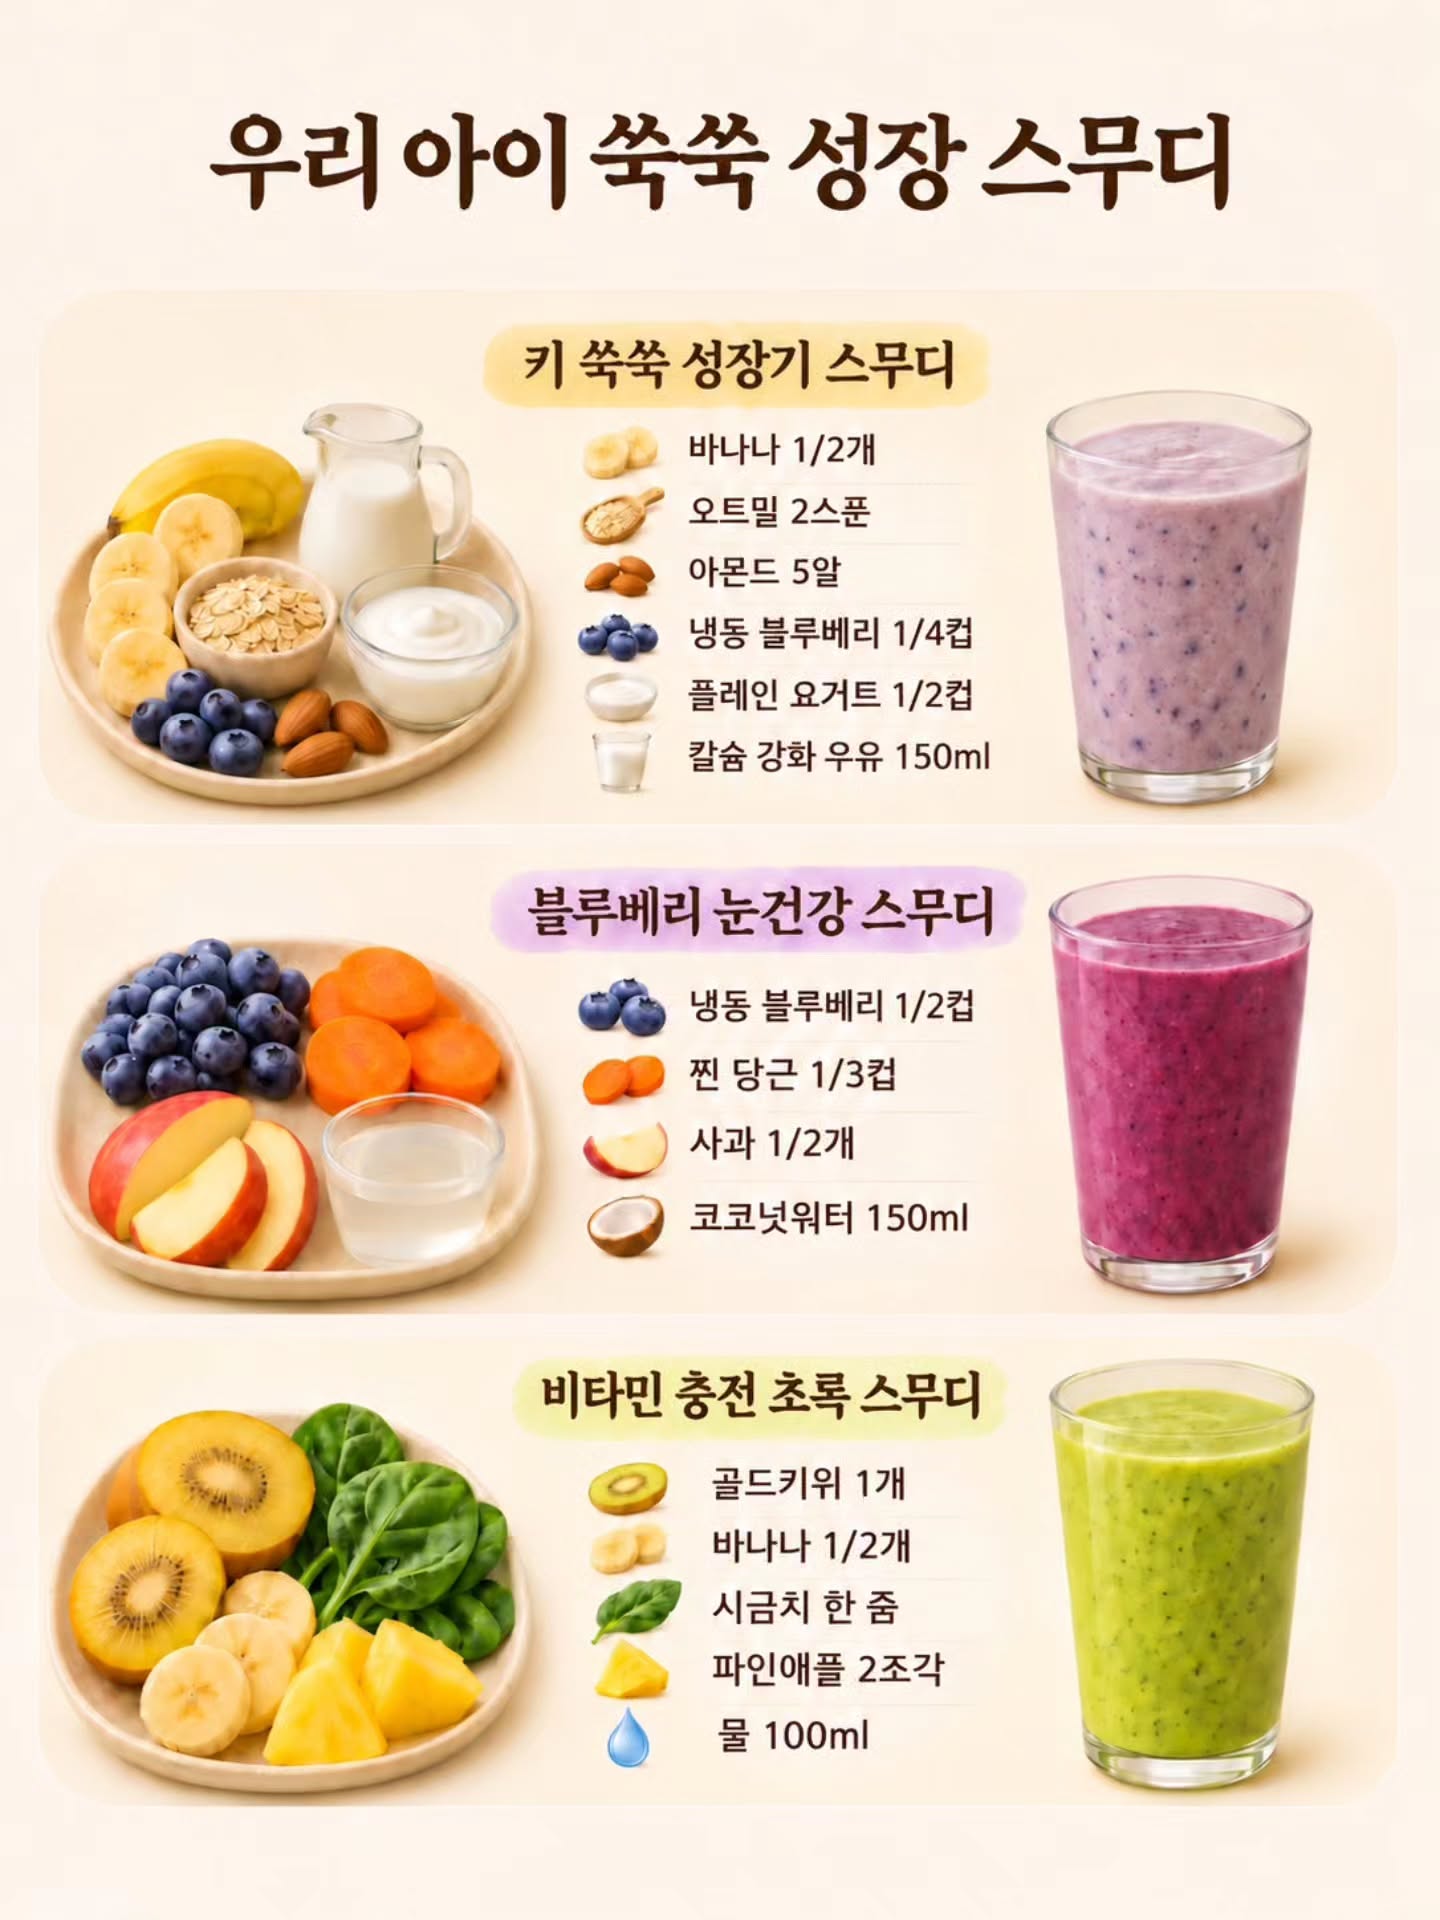 우리 아이 쑥쑥 성장 스무디
키 쑥쑥 성장기 스무디
바나나 1/2개
오트밀 2스푼
아몬드 5알
냉동 블루베리 1/4컵
플레인 요거트 1/2컵
칼슘 강화 우유 150ml
블루베리 눈건강 스무디
냉동 블루베리 1/2컵
찐 당근 1/3컵
사과 1/2개
코코넛워터 150ml
비타민 충전 초록 스무디
골드키위 1개
바나나 1/2개
시금치 한 줌
파인애플 2조각
물 100ml